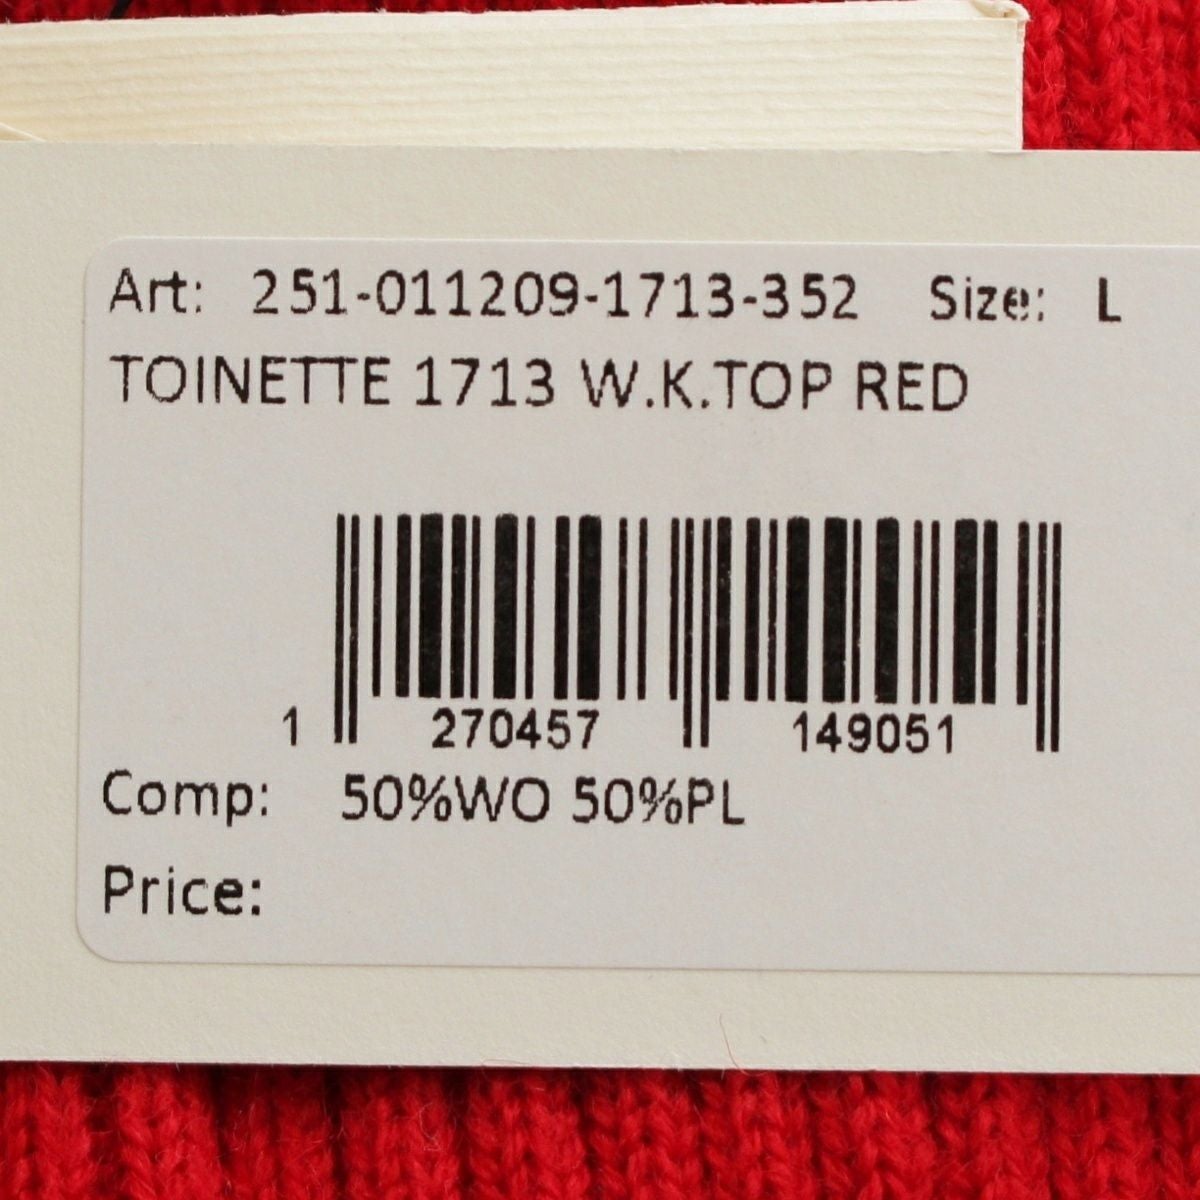 Art: 251-011209-1713-352 Size: L
TOINETTE 1713 W.K.TOP RED
1 270457 149051
Comp: 50%WO 50%PL
Price: